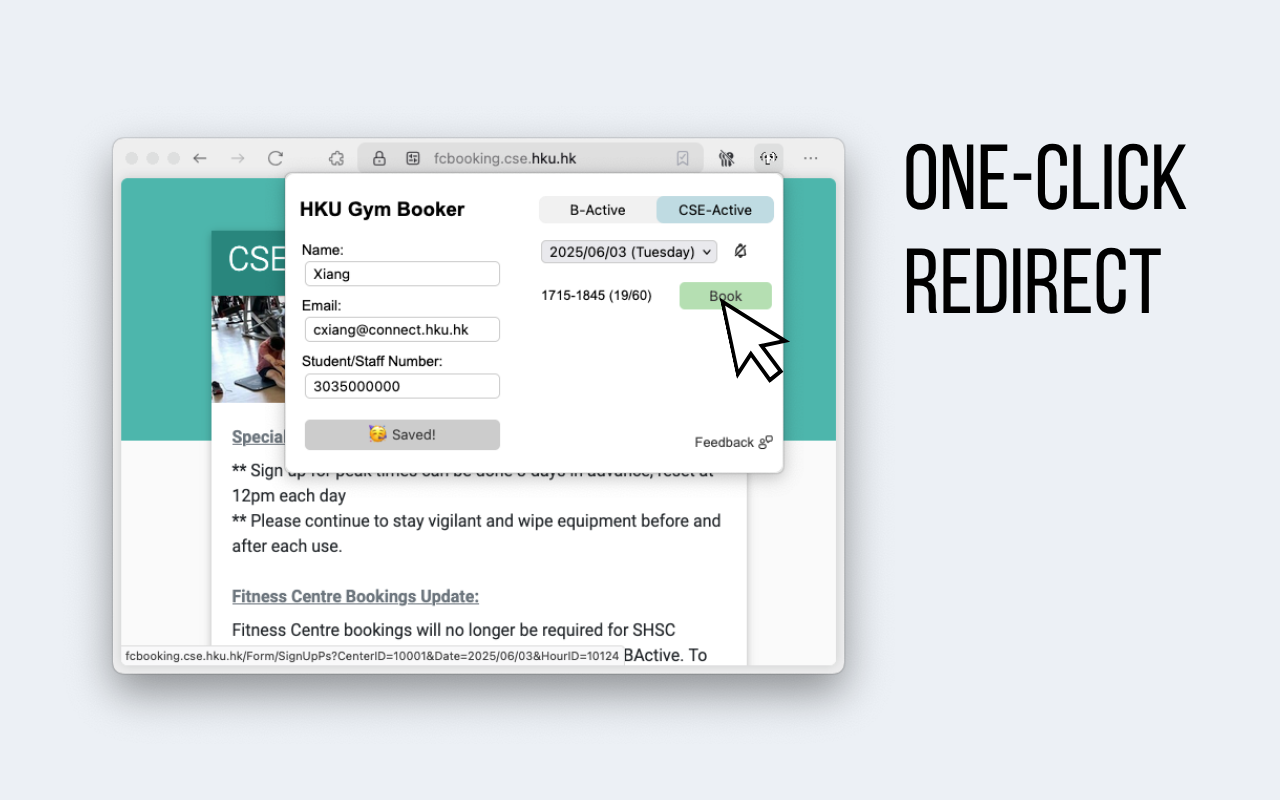 ONE-CLICK
REDIRECT
fcbooking.cse.hku.hk
HKU Gym Booker
B-Active
CSE-Active
Name:
Xiang
Email:
cxiang@connect.hku.hk
Student/Staff Number:
3035000000
🥳 Saved!
2025/06/03 (Tuesday)
1715-1845 (19/60)
Book
Feedback
CSE
Special
** Sign up for peak times can be done 3 days in advance, reset at
12pm each day
** Please continue to stay vigilant and wipe equipment before and
after each use.
Fitness Centre Bookings Update:
Fitness Centre bookings will no longer be required for SHSC
BActive. To
fcbooking.cse.hku.hk/Form/SignUpPs?CenterID=10001&Date=2025/06/03&HourID=10124